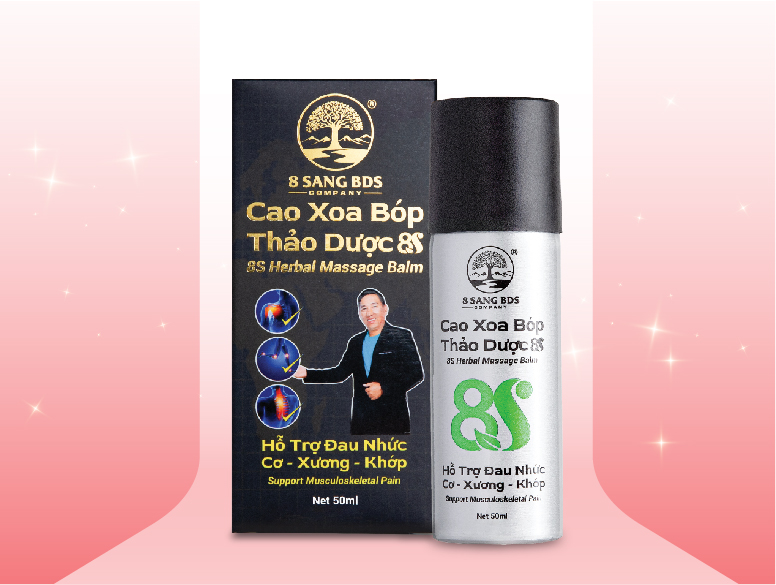 ®
8 SANG BDS
COMPANY
Cao Xoa Bóp
Thảo Dược 8S
8S Herbal Massage Balm
Hỗ Trợ Đau Nhức
Cơ - Xương - Khớp
Support Musculoskeletal Pain
Net 50ml
®
8 SANG BDS
COMPANY
Cao Xoa Bóp
Thảo Dược 8S
8S Herbal Massage Balm
8S
Hỗ Trợ Đau Nhức
Cơ - Xương - Khớp
Support Musculoskeletal Pain
Net 50ml